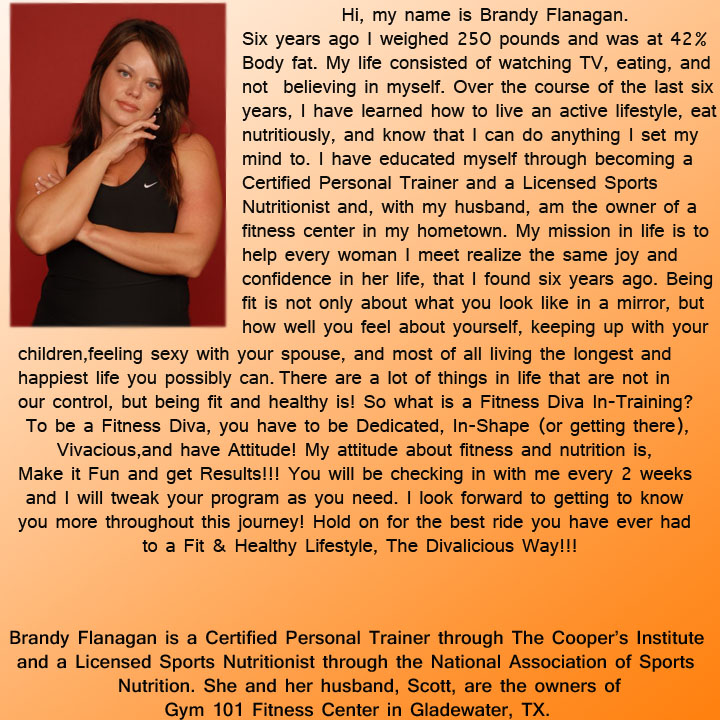 Hi, my name is Brandy Flanagan.
Six years ago I weighed 250 pounds and was at 42%
Body fat. My life consisted of watching TV, eating, and
not believing in myself. Over the course of the last six
years, I have learned how to live an active lifestyle, eat
nutritiously, and know that I can do anything I set my
mind to. I have educated myself through becoming a
Certified Personal Trainer and a Licensed Sports
Nutritionist and, with my husband, am the owner of a
fitness center in my hometown. My mission in life is to
help every woman I meet realize the same joy and
confidence in her life, that I found six years ago. Being
fit is not only about what you look like in a mirror, but
how well you feel about yourself, keeping up with your
children,feeling sexy with your spouse, and most of all living the longest and
happiest life you possibly can. There are a lot of things in life that are not in
our control, but being fit and healthy is! So what is a Fitness Diva In-Training?
To be a Fitness Diva, you have to be Dedicated, In-Shape (or getting there),
Vivacious,and have Attitude! My attitude about fitness and nutrition is,
Make it Fun and get Results!!! You will be checking in with me every 2 weeks
and I will tweak your program as you need. I look forward to getting to know
you more throughout this journey! Hold on for the best ride you have ever had
to a Fit & Healthy Lifestyle, The Divalicious Way!!!
Brandy Flanagan is a Certified Personal Trainer through The Cooper's Institute
and a Licensed Sports Nutritionist through the National Association of Sports
Nutrition. She and her husband, Scott, are the owners of
Gym 101 Fitness Center in Gladewater, TX.